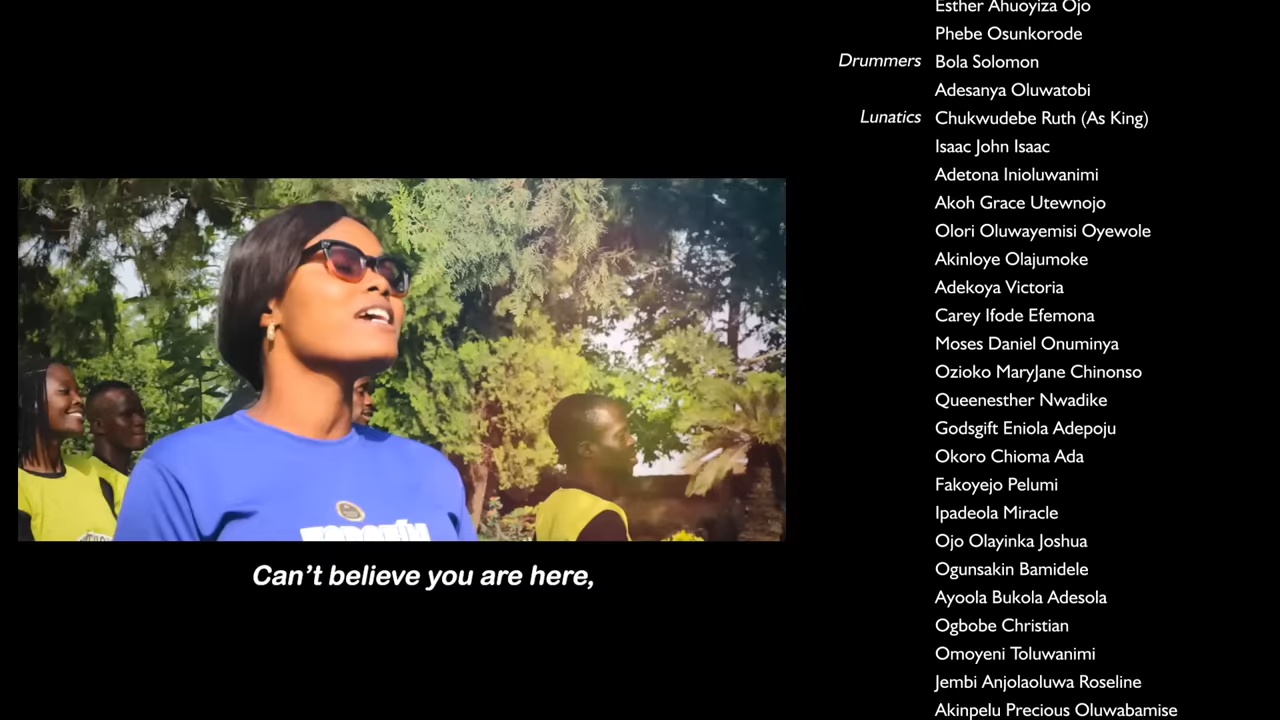 Esther Ahuoyiza Ojo
Phebe Osunkorode
Drummers Bola Solomon
Adesanya Oluwatobi
Lunatics Chukwudebe Ruth (As King)
Isaac John Isaac
Adetona Inioluwanimi
Akoh Grace Utewnojo
Olori Oluwayemisi Oyewole
Akinloye Olajumoke
Adekoya Victoria
Carey Ifode Efemona
Moses Daniel Onuminya
Ozioko MaryJane Chinonso
Queenesther Nwadike
Godsgift Eniola Adepoju
Okoro Chioma Ada
Fakoyejo Pelumi
Ipadeola Miracle
Ojo Olayinka Joshua
Ogunsakin Bamidele
Ayoola Bukola Adesola
Ogbobe Christian
Omoyeni Toluwanimi
Jembi Anjolaoluwa Roseline
Akinpelu Precious Oluwabamise
Can't believe you are here,